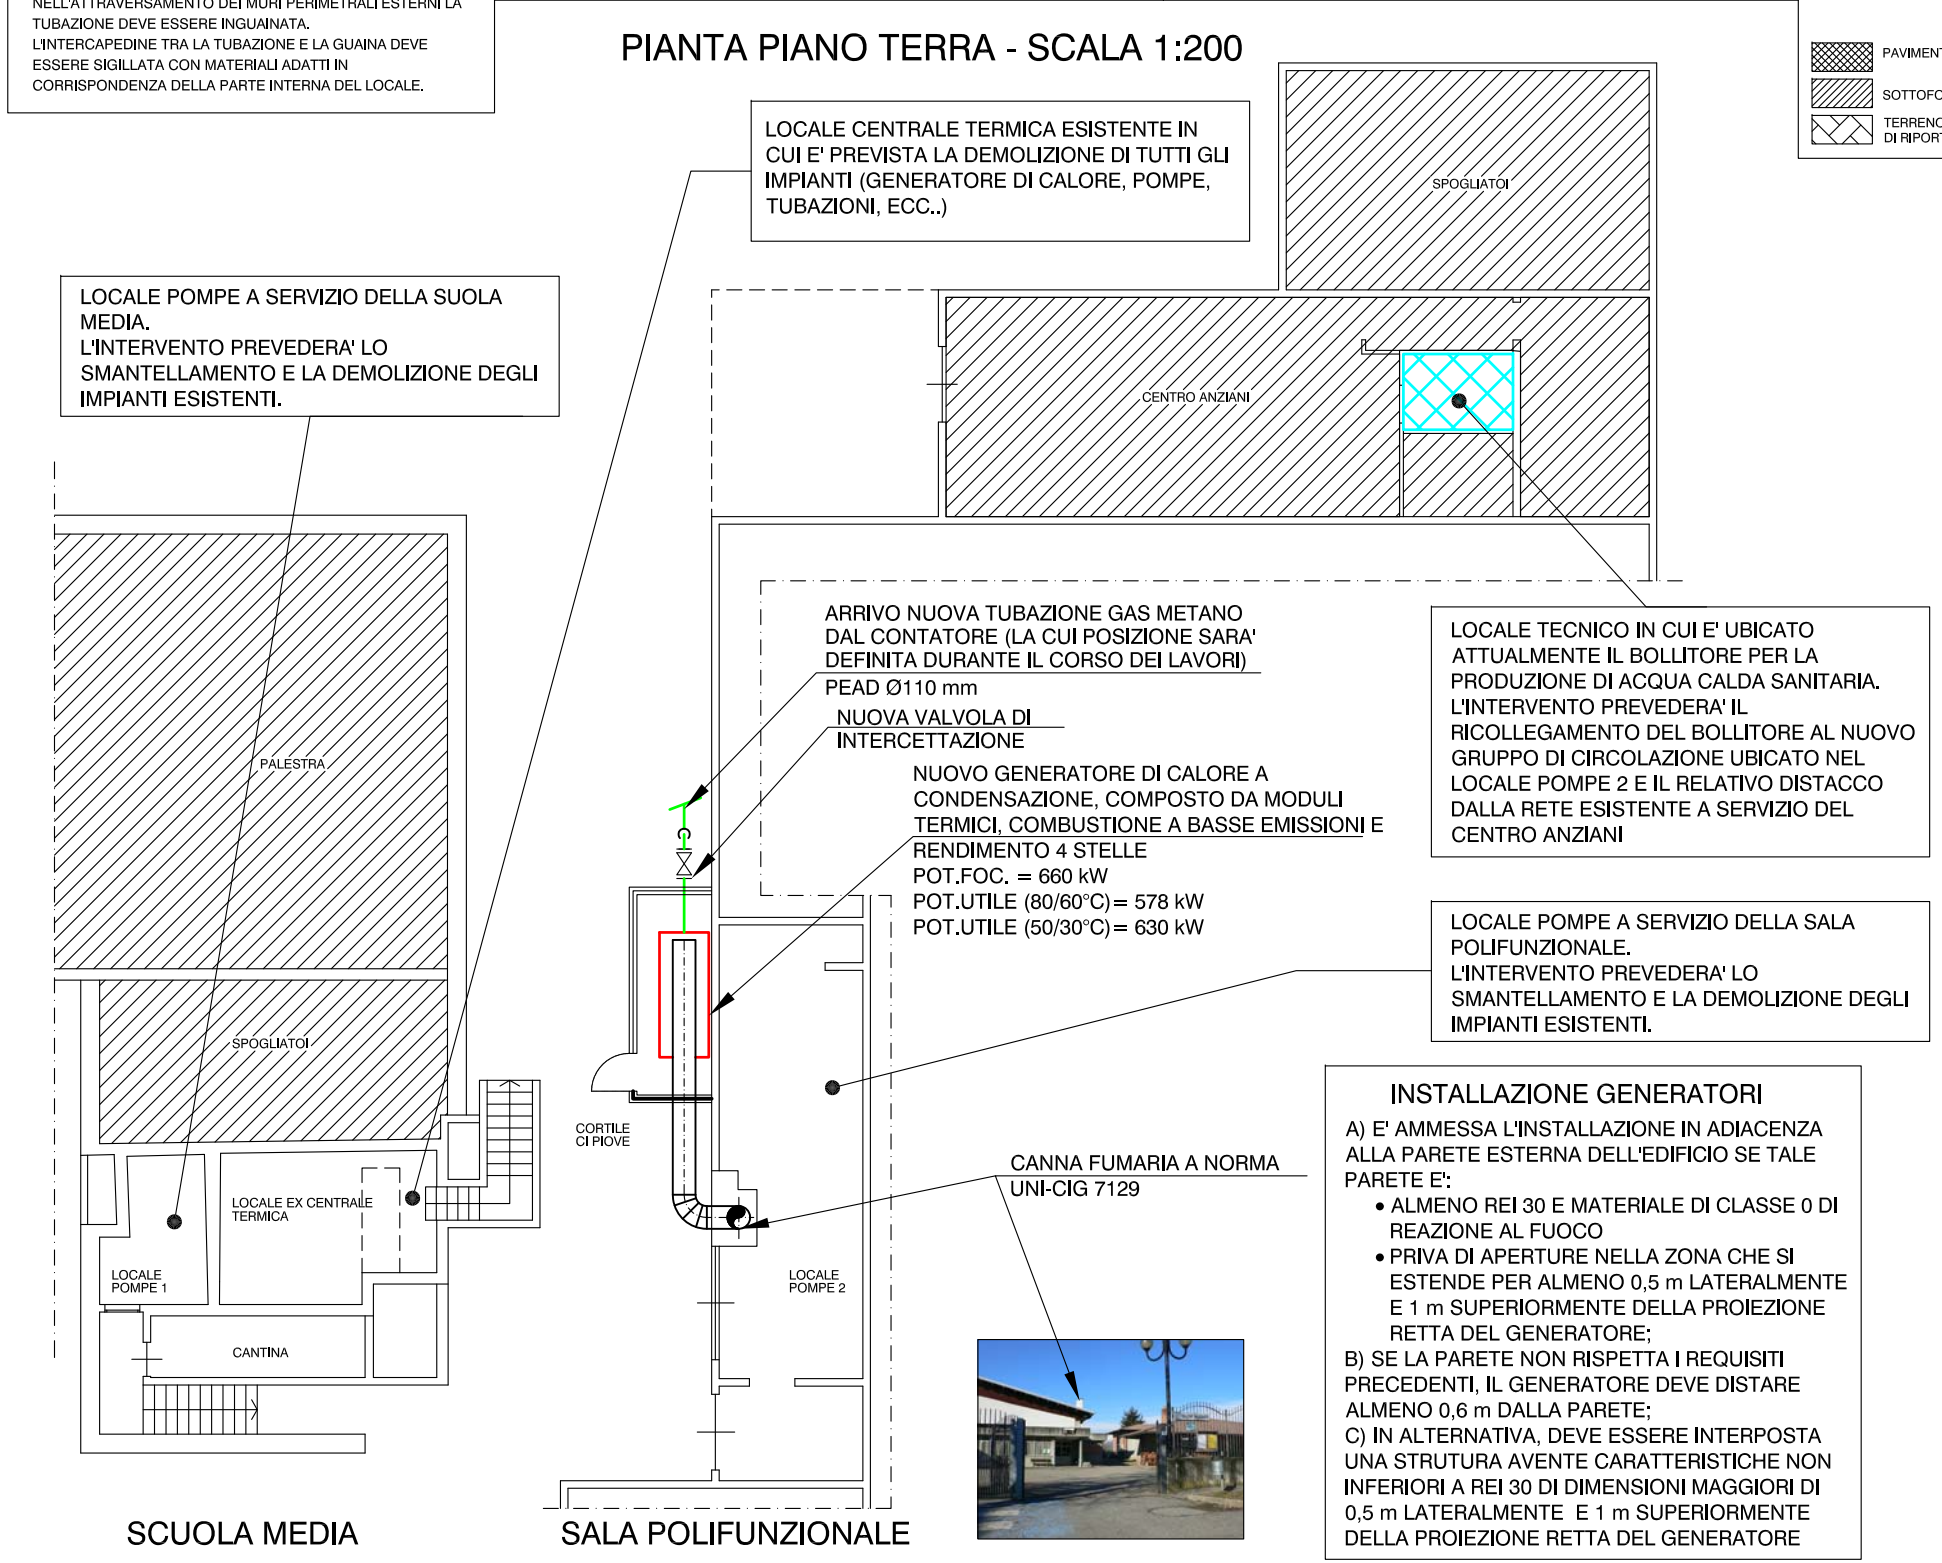 NELL'ATTRAVERSAMENTO DEI MURI PERIMETRALI ESTERNI LA
TUBAZIONE DEVE ESSERE INGUAINATA.
L'INTERCAPEDINE TRA LA TUBAZIONE E LA GUAINA DEVE
ESSERE SIGILLATA CON MATERIALI ADATTI IN
CORRISPONDENZA DELLA PARTE INTERNA DEL LOCALE.
PIANTA PIANO TERRA - SCALA 1:200
PAVIMENT
SOTTOFO
TERRENO
DI RIPORT
LOCALE CENTRALE TERMICA ESISTENTE IN
CUI E' PREVISTA LA DEMOLIZIONE DI TUTTI GLI
IMPIANTI (GENERATORE DI CALORE, POMPE,
TUBAZIONI, ECC..)
SPOGLIATOI
LOCALE POMPE A SERVIZIO DELLA SUOLA
MEDIA.
L'INTERVENTO PREVEDERA' LO
SMANTELLAMENTO E LA DEMOLIZIONE DEGLI
IMPIANTI ESISTENTI.
CENTRO ANZIANI
ARRIVO NUOVA TUBAZIONE GAS METANO
DAL CONTATORE (LA CUI POSIZIONE SARA'
DEFINITA DURANTE IL CORSO DEI LAVORI)
PEAD Ø110 mm
NUOVA VALVOLA DI
INTERCETTAZIONE
NUOVO GENERATORE DI CALORE A
CONDENSAZIONE, COMPOSTO DA MODULI
TERMICI, COMBUSTIONE A BASSE EMISSIONI E
RENDIMENTO 4 STELLE
POT.FOC. = 660 kW
POT.UTILE (80/60°C)= 578 kW
POT.UTILE (50/30°C)= 630 kW
LOCALE TECNICO IN CUI E' UBICATO
ATTUALMENTE IL BOLLITORE PER LA
PRODUZIONE DI ACQUA CALDA SANITARIA.
L'INTERVENTO PREVEDERA' IL
RICOLLEGAMENTO DEL BOLLITORE AL NUOVO
GRUPPO DI CIRCOLAZIONE UBICATO NEL
LOCALE POMPE 2 E IL RELATIVO DISTACCO
DALLA RETE ESISTENTE A SERVIZIO DEL
CENTRO ANZIANI
PALESTRA
LOCALE POMPE A SERVIZIO DELLA SALA
POLIFUNZIONALE.
L'INTERVENTO PREVEDERA' LO
SMANTELLAMENTO E LA DEMOLIZIONE DEGLI
IMPIANTI ESISTENTI.
SPOGLIATOI
CORTILE
CI PIOVE
CANNA FUMARIA A NORMA
UNI-CIG 7129
LOCALE EX CENTRALE
TERMICA
LOCALE
POMPE 1
LOCALE
POMPE 2
CANTINA
INSTALLAZIONE GENERATORI
A) E' AMMESSA L'INSTALLAZIONE IN ADIACENZA
ALLA PARETE ESTERNA DELL'EDIFICIO SE TALE
PARETE E':
• ALMENO REI 30 E MATERIALE DI CLASSE 0 DI
REAZIONE AL FUOCO
• PRIVA DI APERTURE NELLA ZONA CHE SI
ESTENDE PER ALMENO 0,5 m LATERALMENTE
E 1 m SUPERIORMENTE DELLA PROIEZIONE
RETTA DEL GENERATORE;
B) SE LA PARETE NON RISPETTA I REQUISITI
PRECEDENTI, IL GENERATORE DEVE DISTARE
ALMENO 0,6 m DALLA PARETE;
C) IN ALTERNATIVA, DEVE ESSERE INTERPOSTA
UNA STRUTURA AVENTE CARATTERISTICHE NON
INFERIORI A REI 30 DI DIMENSIONI MAGGIORI DI
0,5 m LATERALMENTE E 1 m SUPERIORMENTE
DELLA PROIEZIONE RETTA DEL GENERATORE
SCUOLA MEDIA
SALA POLIFUNZIONALE